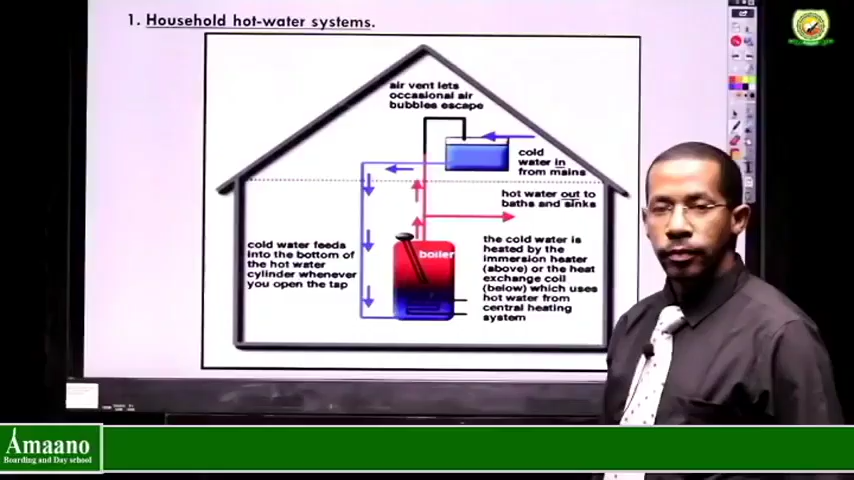 1. Household hot-water systems.
air vent lets
occasional air
bubbles escape
cold
water in
from mains
hot water out to
baths and sinks
cold water feeds
into the bottom of
the hot water
cylinder whenever
you open the tap
boiler
the cold water is
heated by the
immersion heater
(above) or the heat
exchange coil
(below) which uses
hot water from
central heating
system
Amaano
Boarding and Day school